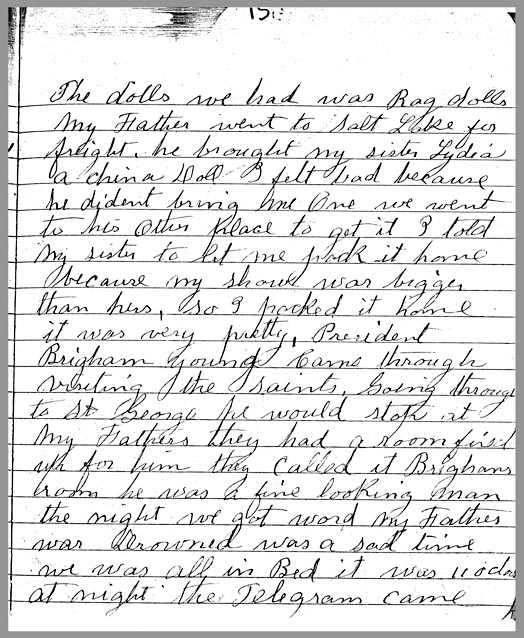 The dolls we had was Rag dolls
My Father went to Salt Lake for
freight. he brought my sister Lydia
a china Doll I felt bad because
he dident bring me One we went
to his Other place to get it I told
my sister to let me pack it home
because my shawl was bigger
than hers, so I packed it home
it was very pretty, President
Brigham Young Came through
visiting the saints, Going through
to St George he would stop at
My Fathers they had a room fixed
up for him they Called it Brighams
room he was a fine looking man
the night we got word my Father
was Drowned was a sad time
we was all in Bed it was 11 oclo
at night the Telegram came